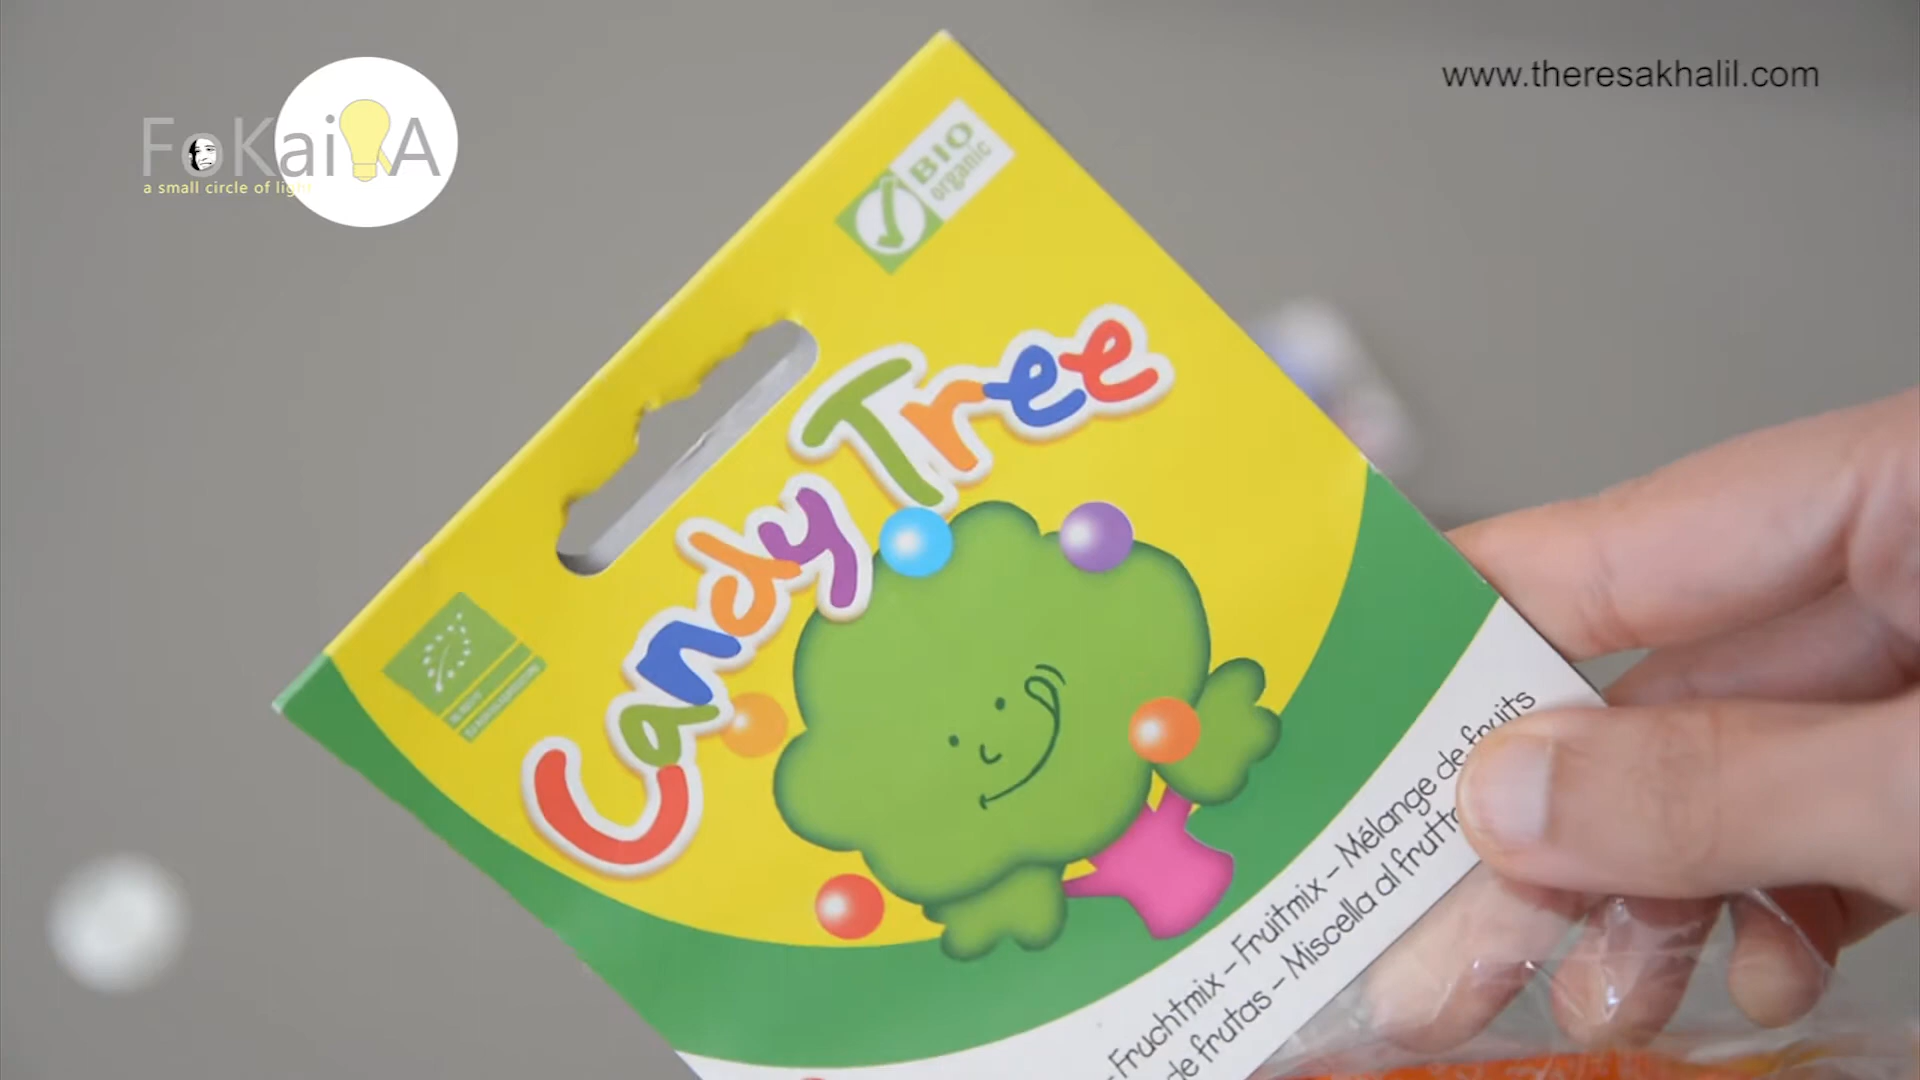 FoKaiA
a small circle of light
www.theresakhalil.com
BIO
organic
Candy Tree
Fruchtmix – Fruitmix – Mélange de fruits
de frutas – Miscella al frutt